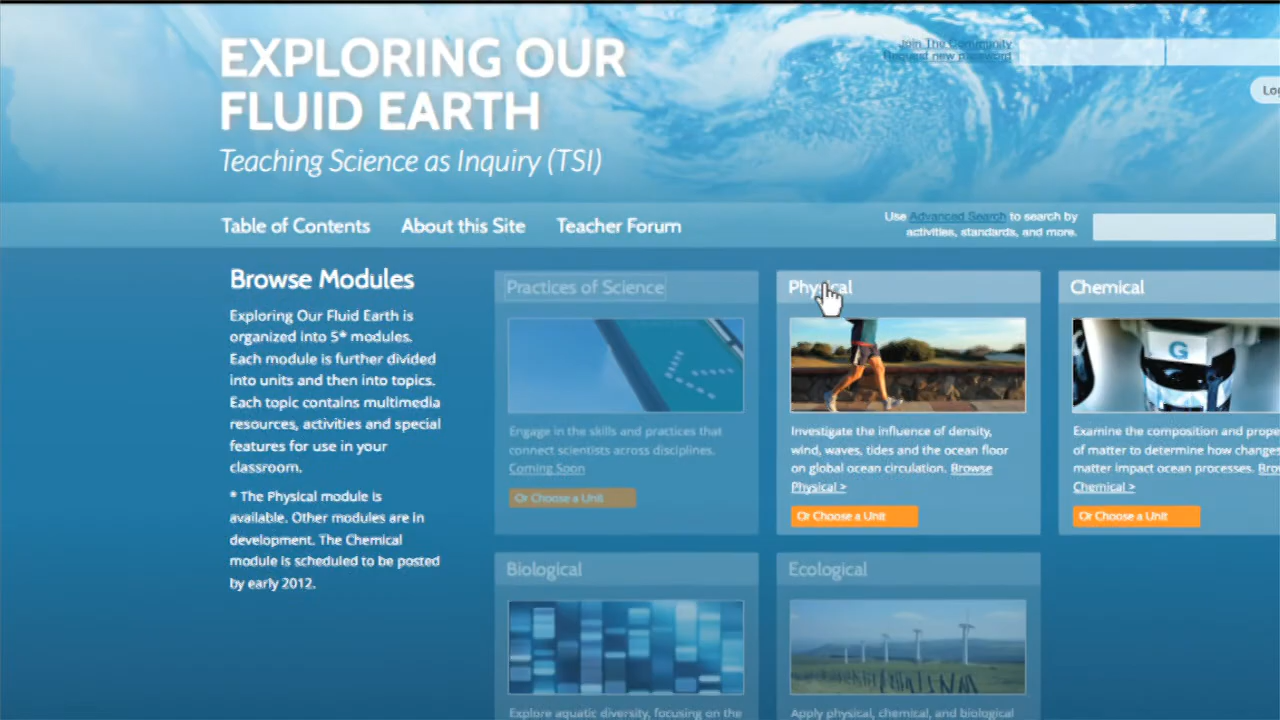 EXPLORING OUR
FLUID EARTH
Teaching Science as Inquiry (TSI)
Join The Community
Request new password
Log
Table of Contents
About this Site
Teacher Forum
Use Advanced Search to search by
activities, standards, and more.
Browse Modules
Exploring Our Fluid Earth is
organized into 5* modules.
Each module is further divided
into units and then into topics.
Each topic contains multimedia
resources, activities and special
features for use in your
classroom.
* The Physical module is
available. Other modules are in
development. The Chemical
module is scheduled to be posted
by early 2012.
Practices of Science
Engage in the skills and practices that
connect scientists across disciplines.
Coming Soon
Or Choose a Unit
Physical
Investigate the influence of density,
wind, waves, tides and the ocean floor
on global ocean circulation. Browse
Physical >
Or Choose a Unit
Chemical
G
Examine the composition and prope
of matter to determine how changes
matter impact ocean processes. Bro
Chemical >
Or Choose a Unit
Biological
Explore aquatic diversity, focusing on the
Ecological
Apply physical, chemical, and biological